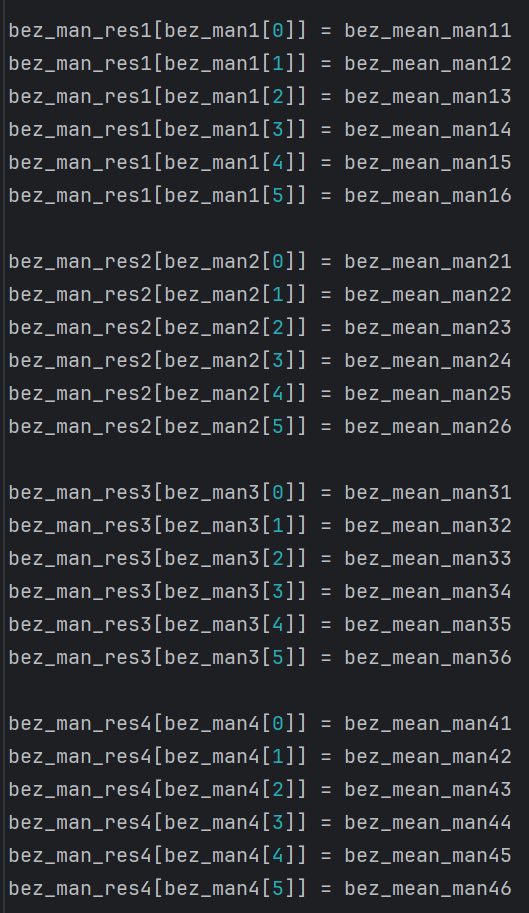 bez_man_res1[bez_man1[0]] = bez_mean_man11
bez_man_res1[bez_man1[1]] = bez_mean_man12
bez_man_res1[bez_man1[2]] = bez_mean_man13
bez_man_res1[bez_man1[3]] = bez_mean_man14
bez_man_res1[bez_man1[4]] = bez_mean_man15
bez_man_res1[bez_man1[5]] = bez_mean_man16

bez_man_res2[bez_man2[0]] = bez_mean_man21
bez_man_res2[bez_man2[1]] = bez_mean_man22
bez_man_res2[bez_man2[2]] = bez_mean_man23
bez_man_res2[bez_man2[3]] = bez_mean_man24
bez_man_res2[bez_man2[4]] = bez_mean_man25
bez_man_res2[bez_man2[5]] = bez_mean_man26

bez_man_res3[bez_man3[0]] = bez_mean_man31
bez_man_res3[bez_man3[1]] = bez_mean_man32
bez_man_res3[bez_man3[2]] = bez_mean_man33
bez_man_res3[bez_man3[3]] = bez_mean_man34
bez_man_res3[bez_man3[4]] = bez_mean_man35
bez_man_res3[bez_man3[5]] = bez_mean_man36

bez_man_res4[bez_man4[0]] = bez_mean_man41
bez_man_res4[bez_man4[1]] = bez_mean_man42
bez_man_res4[bez_man4[2]] = bez_mean_man43
bez_man_res4[bez_man4[3]] = bez_mean_man44
bez_man_res4[bez_man4[4]] = bez_mean_man45
bez_man_res4[bez_man4[5]] = bez_mean_man46